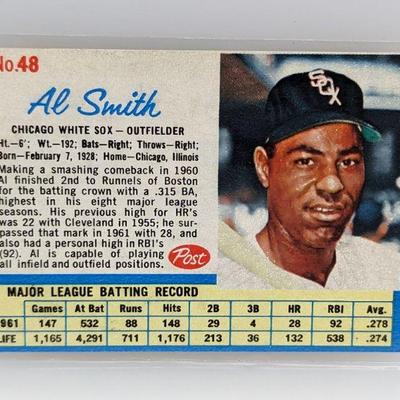 No.48
Al Smith
CHICAGO WHITE SOX – OUTFIELDER
Ht.–6'; Wt.–192; Bats–Right; Throws–Right;
Born–February 7, 1928; Home–Chicago, Illinois
Making a smashing comeback in 1960
Al finished 2nd to Runnels of Boston
for the batting crown with a .315 BA,
highest in his eight major league
seasons. His previous high for HR's
was 22 with Cleveland in 1955; he sur-
passed that mark in 1961 with 28, and
also had a personal high in RBI's
(92). Al is capable of playing
all infield and outfield positions.
Post
SOX
MAJOR LEAGUE BATTING RECORD
Games At Bat Runs Hits 2B 3B HR RBI Avg.
1961 147 532 88 148 29 4 28 92 .278
LIFE 1,165 4,291 711 1,176 213 36 132 538 .274